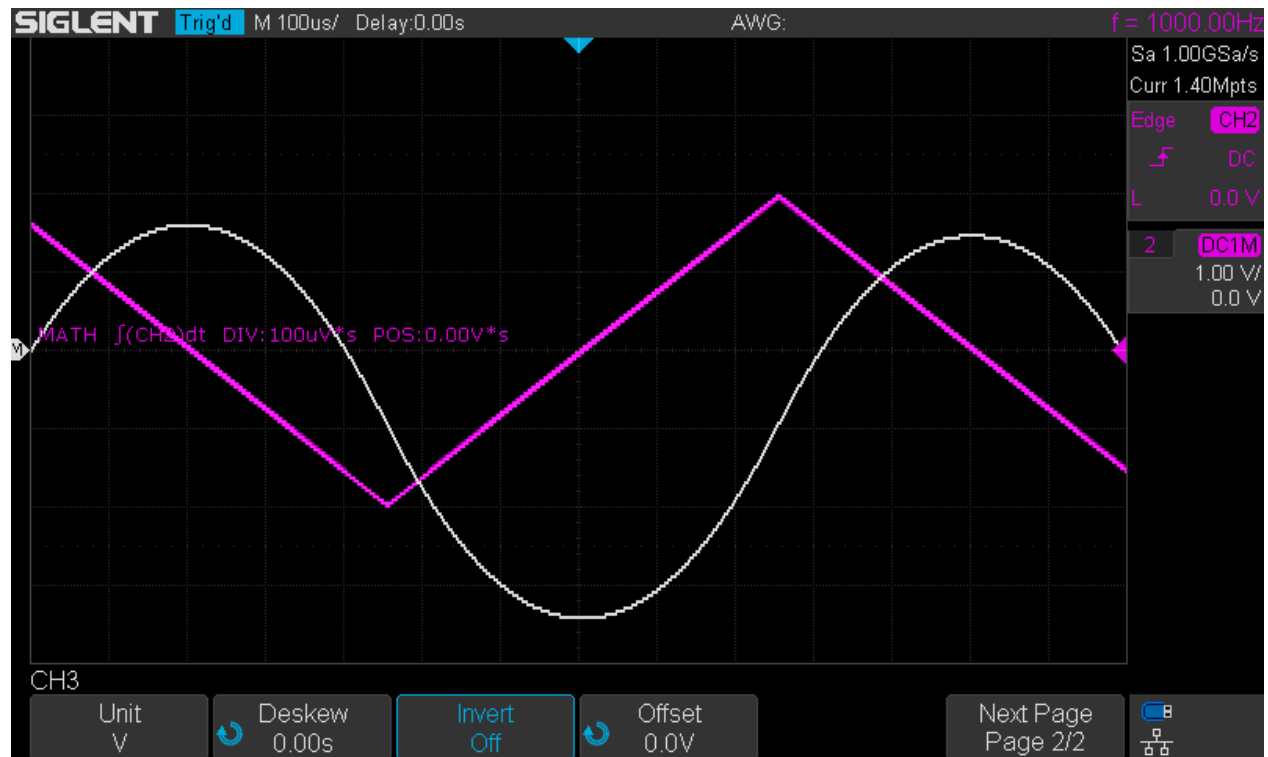 SIGLENT Trig'd M 100us/ Delay:0.00s AWG: f = 1000.00Hz
Sa 1.00GSa/s
Curr 1.40Mpts
Edge CH2
DC
L 0.0 V
2 DC1M
1.00 V/
0.0 V
MATH ∫(CH2)dt DIV:100uV*s POS:0.00V*s
M
CH3
Unit Deskew Invert Offset Next Page
V 0.00s Off 0.0V Page 2/2